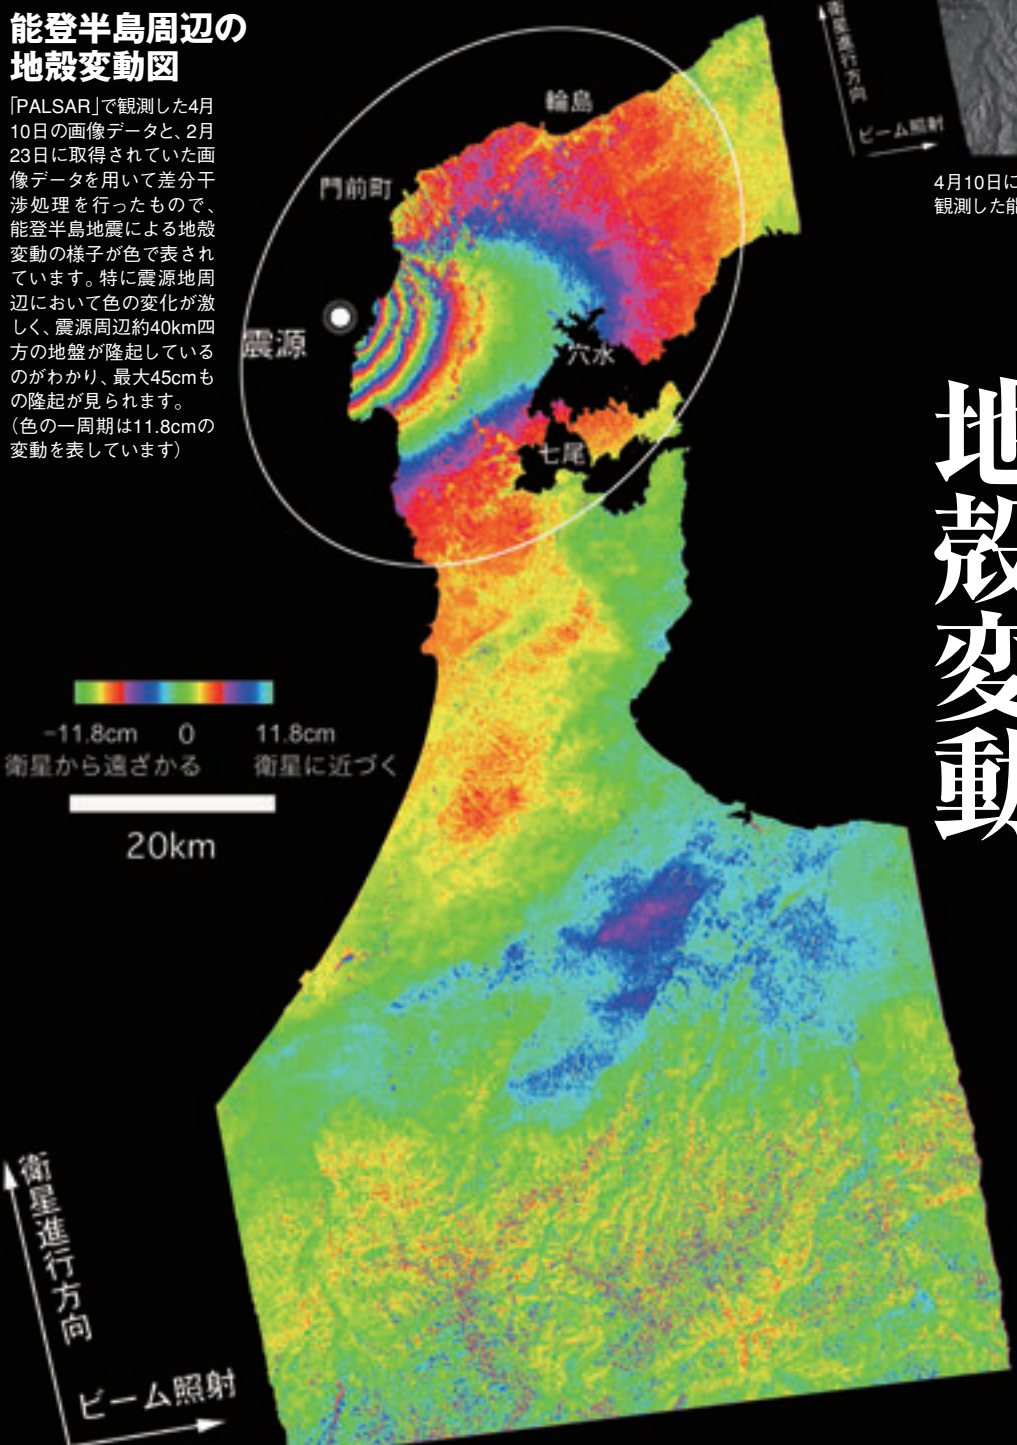 能登半島周辺の
地殻変動図
「PALSAR」で観測した4月
10日の画像データと、2月
23日に取得されていた画
像データを用いて差分干
渉処理を行ったもので、
能登半島地震による地殻
変動の様子が色で表され
ています。特に震源地周
辺において色の変化が激
しく、震源周辺約40km四
方の地盤が隆起している
のがわかり、最大45cmも
の隆起が見られます。
(色の一周期は11.8cmの
変動を表しています)
輪島
門前町
震源
穴水
七尾
-11.8cm 0 11.8cm
衛星から遠ざかる 衛星に近づく
20km
衛星進行方向
ビーム照射
衛星進行方向
ビーム照射
4月10日に
観測した能
地殻変動